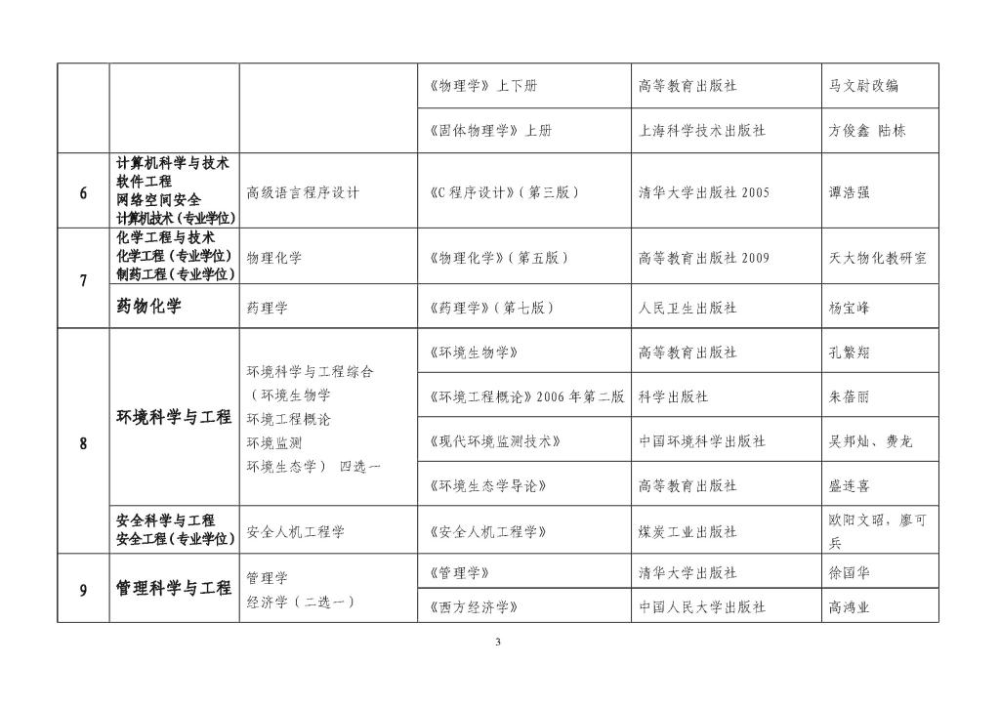 《物理学》上下册 高等教育出版社 马文尉改编
《固体物理学》上册 上海科学技术出版社 方俊鑫 陆栋
6
计算机科学与技术
软件工程
网络空间安全
计算机技术（专业学位）
高级语言程序设计
《C 程序设计》（第三版）
清华大学出版社 2005
谭浩强
7
化学工程与技术
化学工程（专业学位）
制药工程（专业学位）
物理化学
《物理化学》（第五版）
高等教育出版社 2009
天大物化教研室
药物化学
药理学
《药理学》（第七版）
人民卫生出版社
杨宝峰
8
环境科学与工程
环境科学与工程综合
（环境生物学
环境工程概论
环境监测
环境生态学） 四选一
《环境生物学》 高等教育出版社 孔繁翔
《环境工程概论》2006 年第二版 科学出版社 朱蓓丽
《现代环境监测技术》 中国环境科学出版社 吴邦灿、费龙
《环境生态学导论》 高等教育出版社 盛连喜
安全科学与工程
安全工程（专业学位）
安全人机工程学
《安全人机工程学》
煤炭工业出版社
欧阳文昭，廖可
兵
9
管理科学与工程
管理学
经济学（二选一）
《管理学》 清华大学出版社 徐国华
《西方经济学》 中国人民大学出版社 高鸿业
3